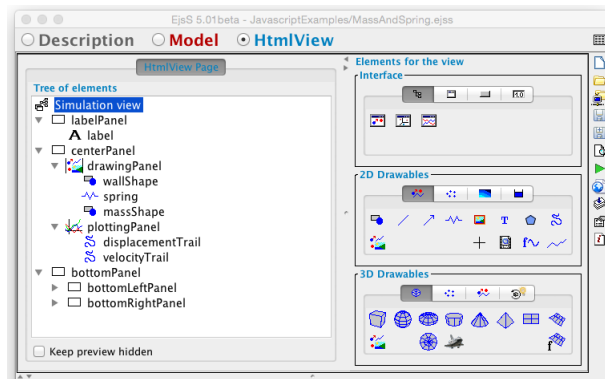 EjsS 5.01beta - JavascriptExamples/MassAndSpring.ejss
Description Model HtmlView
HtmlView Page
Tree of elements
Simulation view
labelPanel
A label
centerPanel
drawingPanel
wallShape
spring
massShape
plottingPanel
displacementTrail
velocityTrail
bottomPanel
bottomLeftPanel
bottomRightPanel
Keep preview hidden
Elements for the view
Interface
2D Drawables
T
f
3D Drawables
f